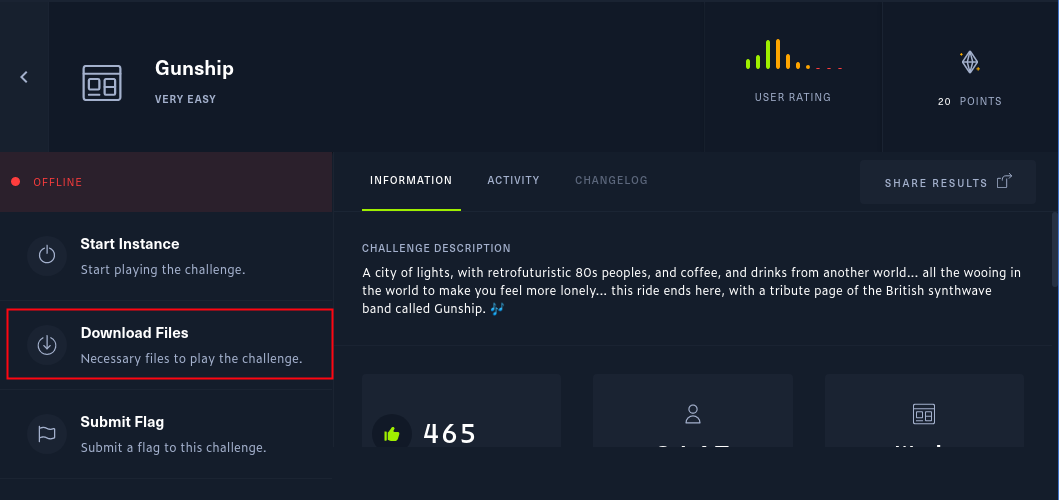 Gunship
VERY EASY
USER RATING
20 POINTS
OFFLINE
INFORMATION
ACTIVITY
CHANGELOG
SHARE RESULTS
Start Instance
Start playing the challenge.
Download Files
Necessary files to play the challenge.
Submit Flag
Submit a flag to this challenge.
CHALLENGE DESCRIPTION
A city of lights, with retrofuturistic 80s peoples, and coffee, and drinks from another world... all the wooing in
the world to make you feel more lonely... this ride ends here, with a tribute page of the British synthwave
band called Gunship. 🎶
465